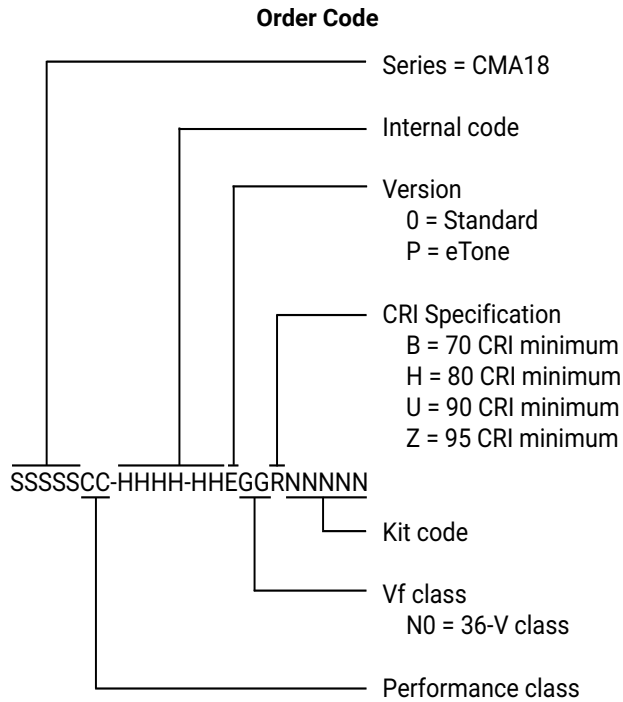 Order Code
Series = CMA18
Internal code
Version
0 = Standard
P = eTone
CRI Specification
B = 70 CRI minimum
H = 80 CRI minimum
U = 90 CRI minimum
Z = 95 CRI minimum
SSSSSCC-HHHH-HHEGGRNNNNN
Kit code
Vf class
N0 = 36-V class
Performance class